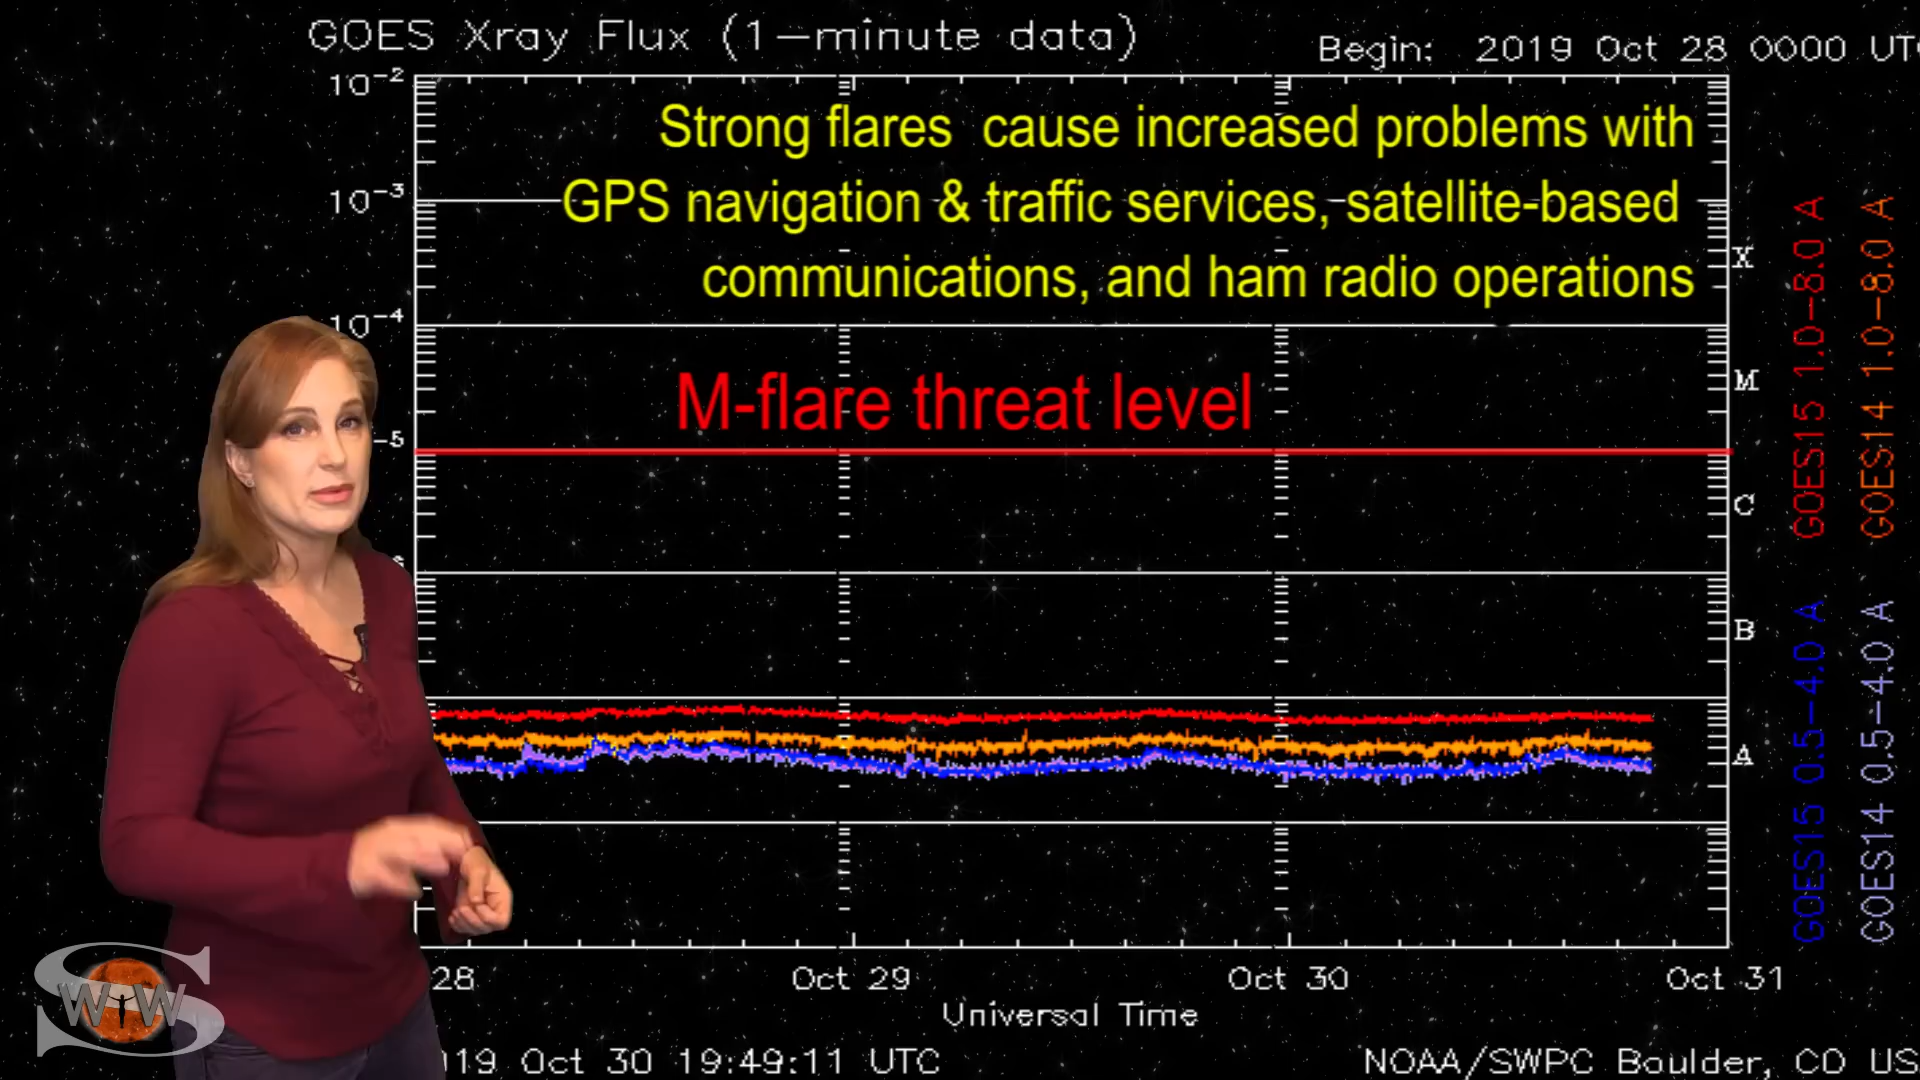 GOES Xray Flux (1-minute data)
Begin: 2019 Oct 28 0000 UTC
10-2
Strong flares cause increased problems with
10-3
GPS navigation & traffic services, satellite-based
X
communications, and ham radio operations
10-4
M-flare threat level
M
-5
C
B
A
GOES15 1.0-8.0 A
GOES14 1.0-8.0 A
GOES15 0.5-4.0 A
GOES14 0.5-4.0 A
28
Oct 29
Oct 30
Oct 31
Universal Time
19 Oct 30 19:49:11 UTC
NOAA/SWPC Boulder, CO US
S
WW